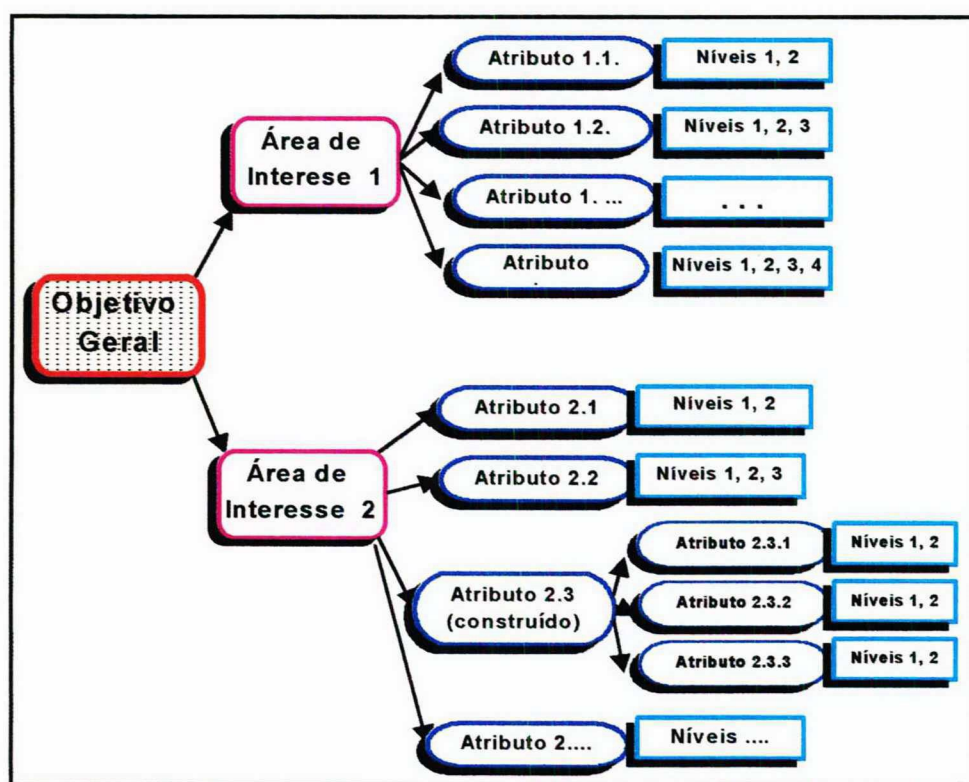 Atributo 1.1.
Níveis 1, 2
Área de
Interese 1
Atributo 1.2.
Níveis 1, 2, 3
Atributo 1. ...
. . .
Atributo
Níveis 1, 2, 3, 4
Objetivo
Geral
Atributo 2.1
Níveis 1, 2
Área de
Interesse 2
Atributo 2.2
Níveis 1, 2, 3
Atributo 2.3
(construído)
Atributo 2.3.1
Níveis 1, 2
Atributo 2.3.2
Níveis 1, 2
Atributo 2.3.3
Níveis 1, 2
Atributo 2....
Níveis ....